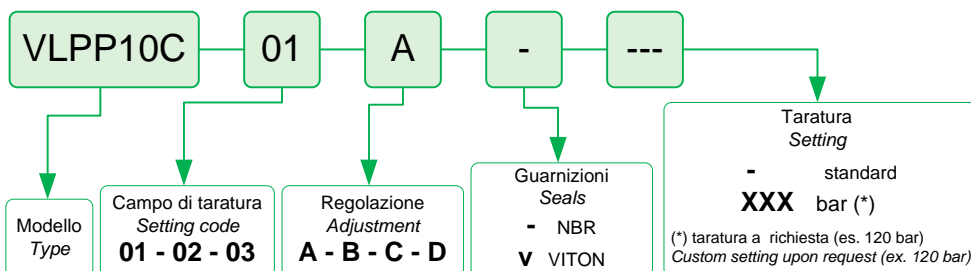 VLPP10C 01 A - ---
Modello
Type
Campo di taratura
Setting code
01 - 02 - 03
Regolazione
Adjustment
A - B - C - D
Guarnizioni
Seals
- NBR
v VITON
Taratura
Setting
- standard
XXX bar (*)
(*) taratura a richiesta (es. 120 bar)
Custom setting upon request (ex. 120 bar)